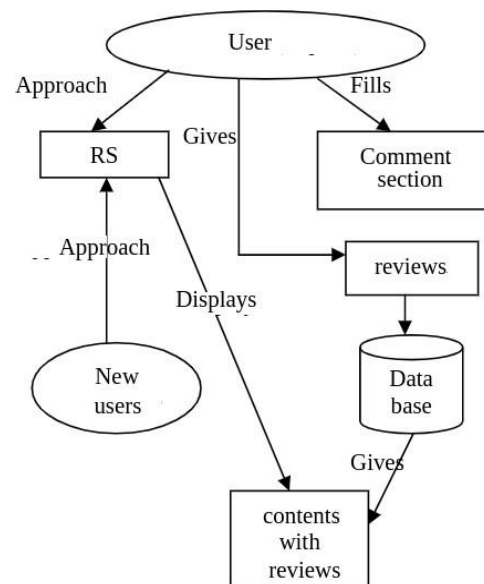 User
Approach
Fills
Gives
RS
Comment
section
Approach
reviews
Displays
New
users
Data
base
Gives
contents
with
reviews